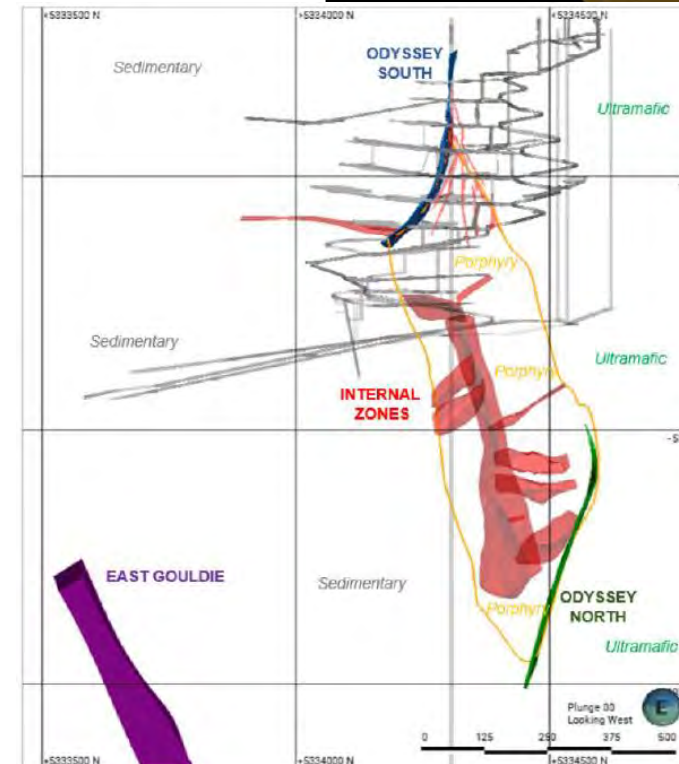 +5333500 N
+5334000 N
+5334500 N
Sedimentary
ODYSSEY
SOUTH
Ultramafic
Porphyry
Sedimentary
Ultramafic
Porphyry
INTERNAL
ZONES
EAST GOULDIE
Sedimentary
Porphyry
ODYSSEY
NORTH
Ultramafic
Plunge 00
Looking West
E
0 125 250 375 500
+5333500 N
+5334000 N
+5334500 N